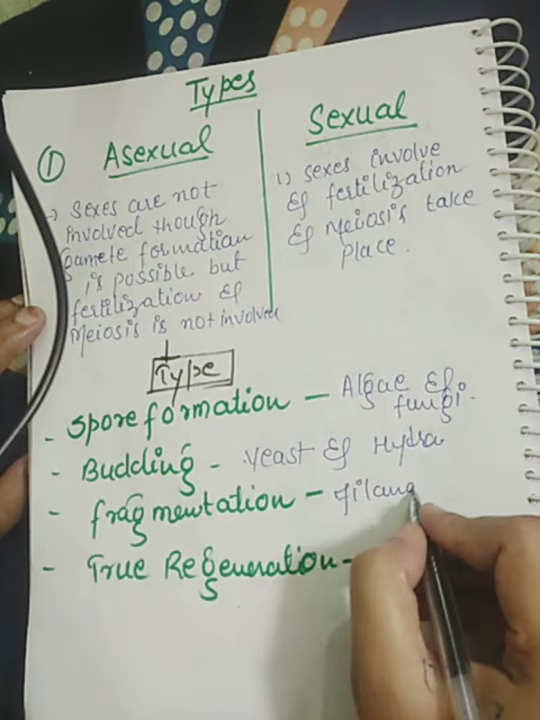 Types
① Asexual
→ Sexes are not
involved though
gamete formation
is possible but
fertilization &
Meiosis is not involved
Sexual
1) Sexes involve
& fertilization
& Meiosis take
place.
Type
- Spore formation - Algae & fungi.
- Budding - Yeast & Hydra
- fragmentation - filam
- True Regeneration -